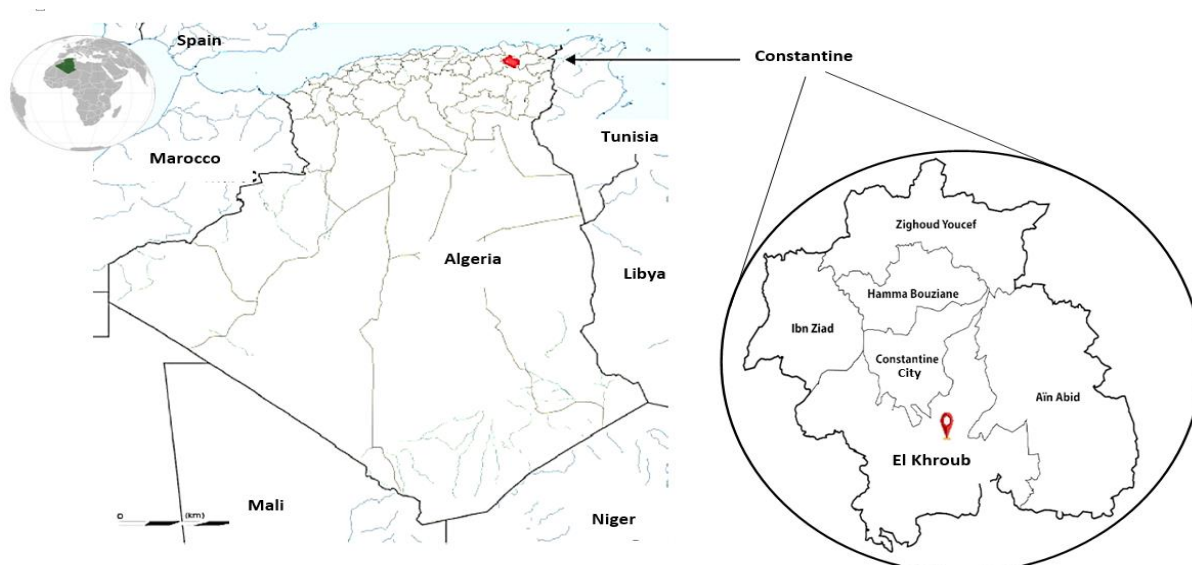 Spain
Constantine
Tunisia
Marocco
Algeria
Libya
Mali
(km)
Niger
Zighoud Youcef
Hamma Bouziane
Ibn Ziad
Constantine
City
Aïn Abid
El Khroub